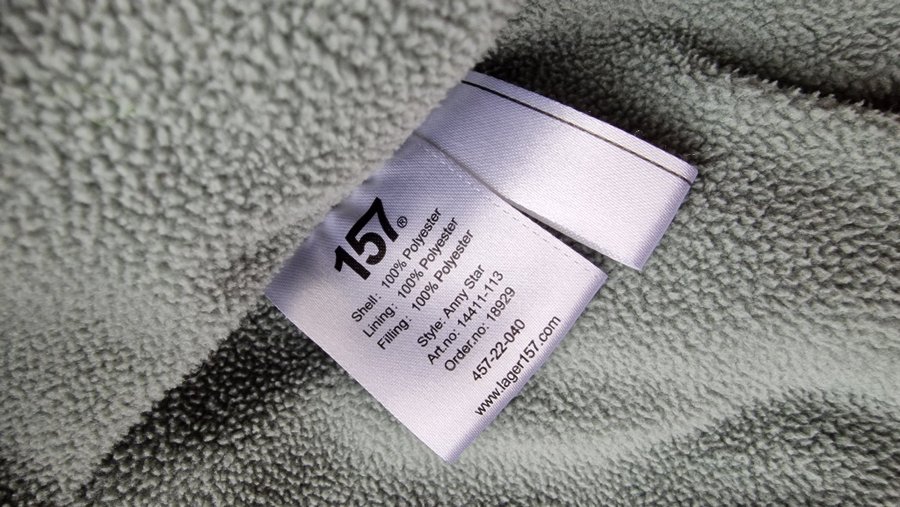 157®
Shell: 100% Polyester
Lining: 100% Polyester
Filling: 100% Polyester
Style: Anny Star
Art.no: 14411-113
Order.no: 18929
457-22-040
www.lager157.com